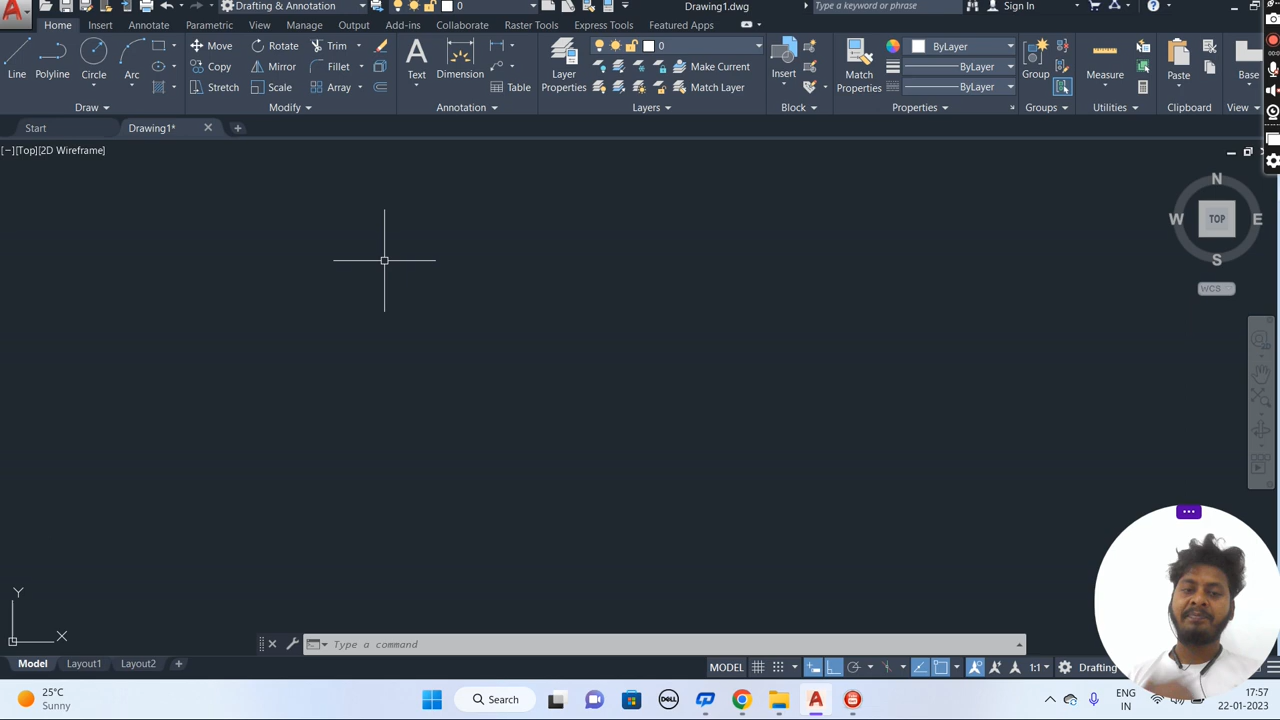 Drafting & Annotation
0
Drawing1.dwg
Type a keyword or phrase
Sign In
Home
Insert
Annotate
Parametric
View
Manage
Output
Add-ins
Collaborate
Raster Tools
Express Tools
Featured Apps
Line
Polyline
Circle
Arc
Move
Copy
Stretch
Rotate
Mirror
Scale
Trim
Fillet
Array
Text
Dimension
Table
Layer
Properties
0
Make Current
Match Layer
Insert
Match
Properties
ByLayer
ByLayer
ByLayer
Group
Measure
Paste
Base
Draw
Modify
Annotation
Layers
Block
Properties
Groups
Utilities
Clipboard
View
Start
Drawing1*
[−][Top][2D Wireframe]
N
W
TOP
E
S
WCS
Y
X
Type a command
Model
Layout1
Layout2
MODEL
1:1
Drafting
25°C
Sunny
Search
DELL
ENG
IN
17:57
22-01-2023